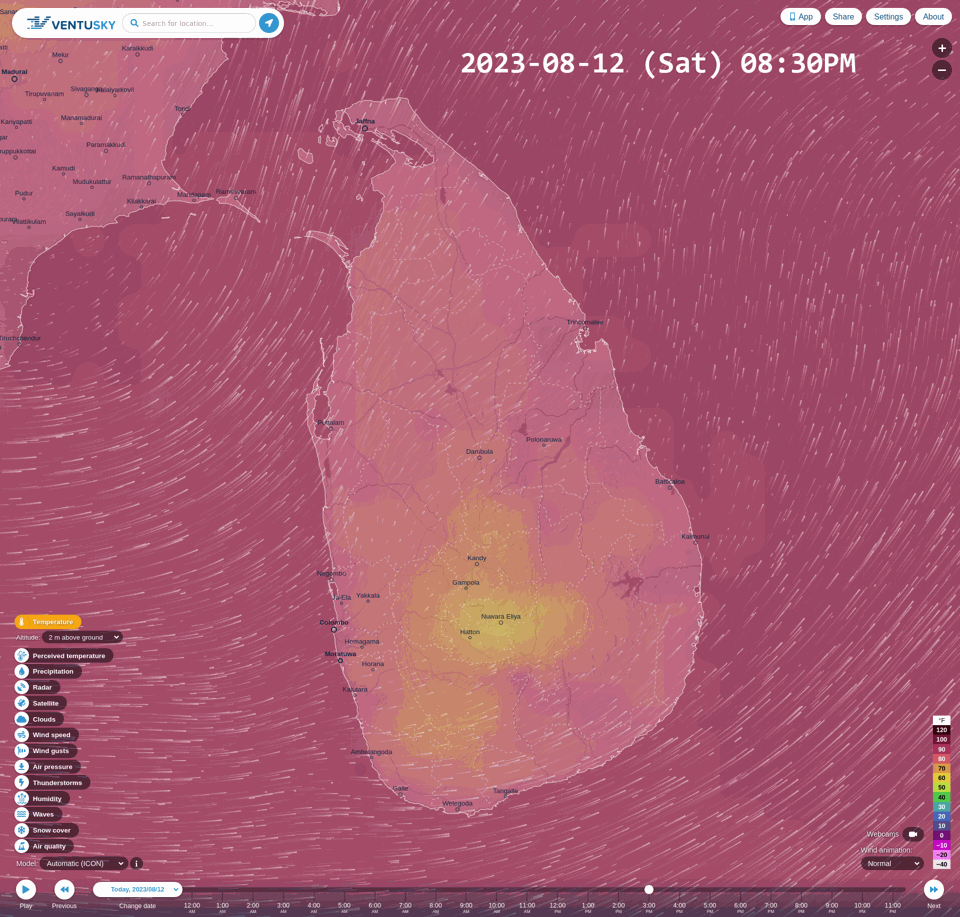 VENTUSKY
Search for location...
App
Share
Settings
About
2023-08-12 (Sat) 08:30PM
+
−
Melur
Karaikkudi
Madurai
Tirupuvanam
Sivaganga
Kalaiyarkovil
Kariyapatti
Manamadurai
Tondi
Paramakkudi
Kamudi
Mudukulattur
Ramanathapuram
Mandapam
Rameswaram
Kilakkarai
Pudur
Sayalkudi
Vilattikulam
Tiruchchendur
Jaffna
Trincomalee
Puttalam
Polonaruwa
Dambula
Batticaloa
Kalmunai
Kandy
Negombo
Gampola
Ja-Ela
Yakkala
Nuwara Eliya
Colombo
Hatton
Homagama
Moratuwa
Horana
Kalutara
Ambalangoda
Galle
Tangalle
Weligoda
Temperature
Altitude: 2 m above ground
Perceived temperature
Precipitation
Radar
Satellite
Clouds
Wind speed
Wind gusts
Air pressure
Thunderstorms
Humidity
Waves
Snow cover
Air quality
Model: Automatic (ICON)
i
°F
120
100
90
80
70
60
50
40
30
20
10
0
−10
−20
−40
Webcams
Wind animation:
Normal
Play
Previous
Today, 2023/08/12
Change date
12:00 AM
1:00 AM
2:00 AM
3:00 AM
4:00 AM
5:00 AM
6:00 AM
7:00 AM
8:00 AM
9:00 AM
10:00 AM
11:00 AM
12:00 PM
1:00 PM
2:00 PM
3:00 PM
4:00 PM
5:00 PM
6:00 PM
7:00 PM
8:00 PM
9:00 PM
10:00 PM
11:00 PM
Next